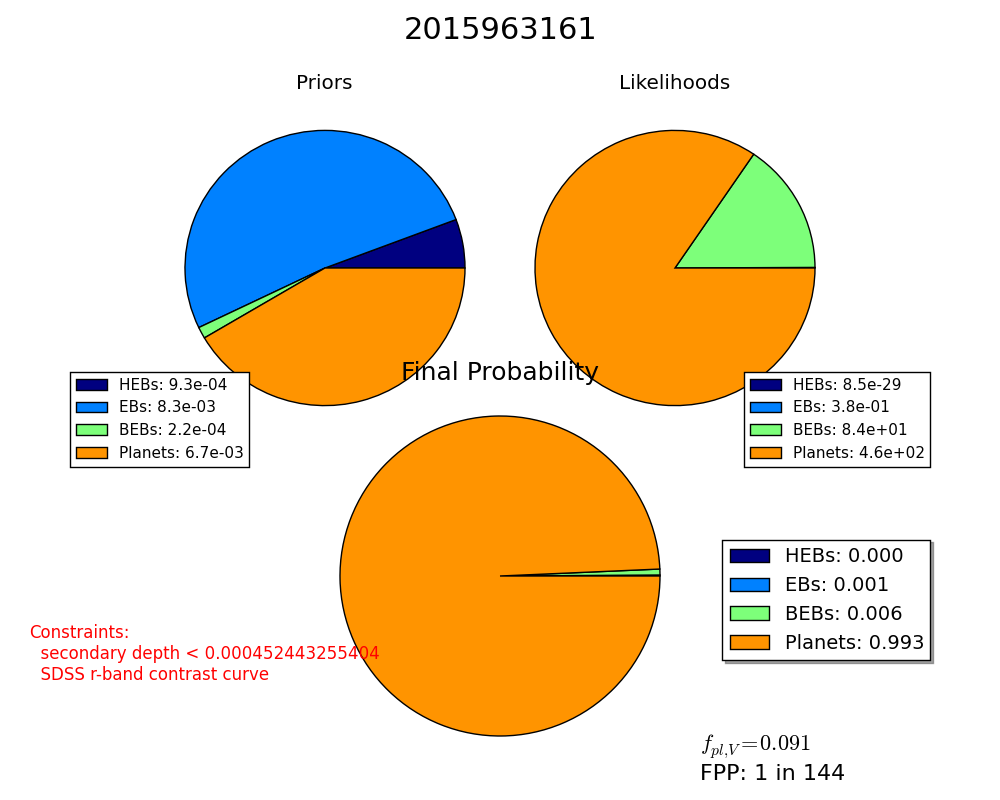 2015963161
Priors
Likelihoods
HEBs: 9.3e-04
EBs: 8.3e-03
BEBs: 2.2e-04
Planets: 6.7e-03
HEBs: 8.5e-29
EBs: 3.8e-01
BEBs: 8.4e+01
Planets: 4.6e+02
Final Probability
HEBs: 0.000
EBs: 0.001
BEBs: 0.006
Planets: 0.993
Constraints:
secondary depth < 0.000452443255404
SDSS r-band contrast curve
f_{pl,V}=0.091
FPP: 1 in 144